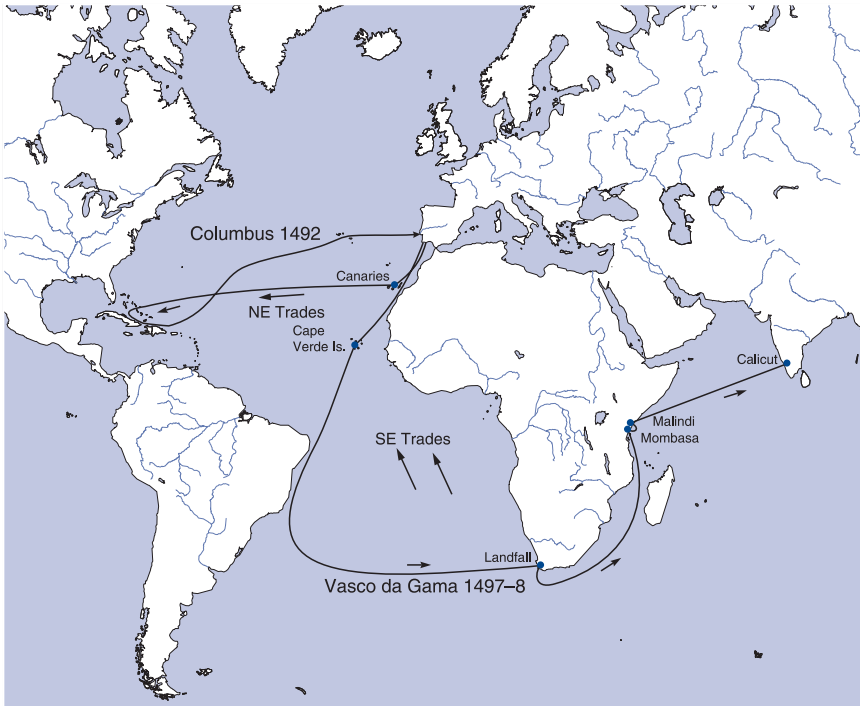 Columbus 1492
Canaries
NE Trades
Cape
Verde Is.
Calicut
Malindi
Mombasa
SE Trades
Landfall
Vasco da Gama 1497–8